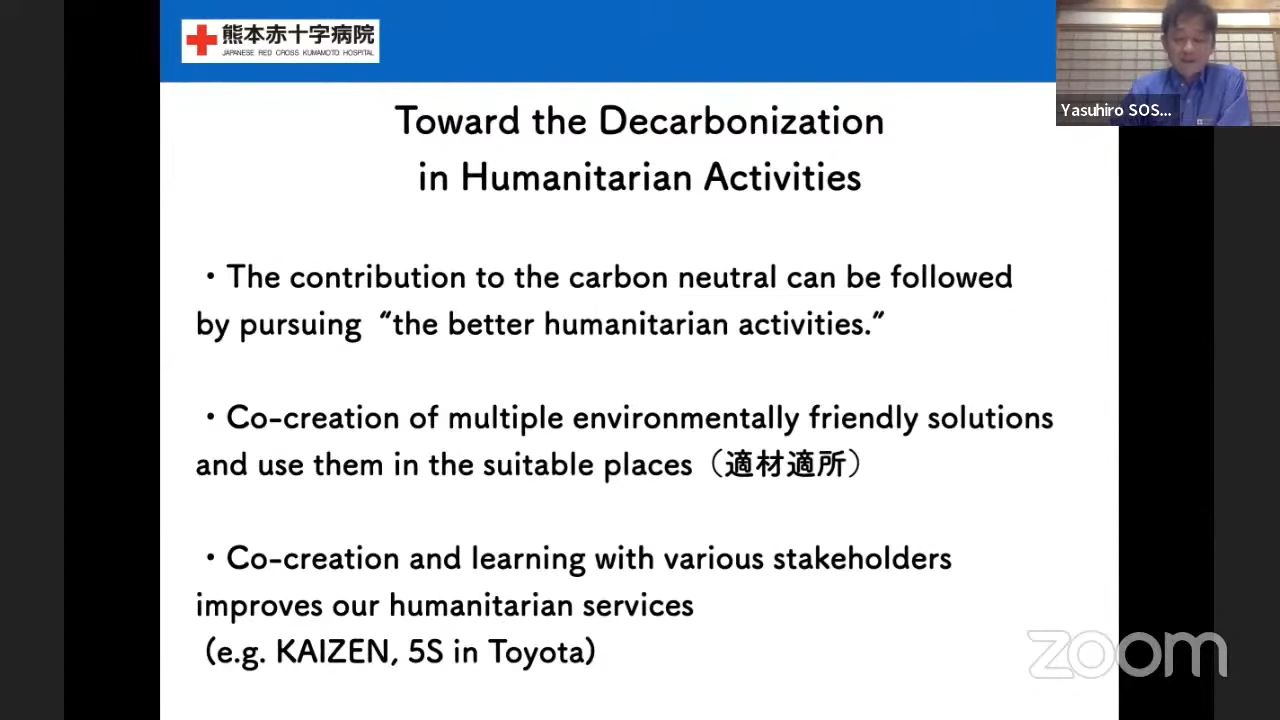 熊本赤十字病院
JAPANESE RED CROSS KUMAMOTO HOSPITAL
Yasuhiro SOS...
Toward the Decarbonization
in Humanitarian Activities
・The contribution to the carbon neutral can be followed
by pursuing “the better humanitarian activities.”
・Co-creation of multiple environmentally friendly solutions
and use them in the suitable places（適材適所）
・Co-creation and learning with various stakeholders
improves our humanitarian services
(e.g. KAIZEN, 5S in Toyota)
zoom